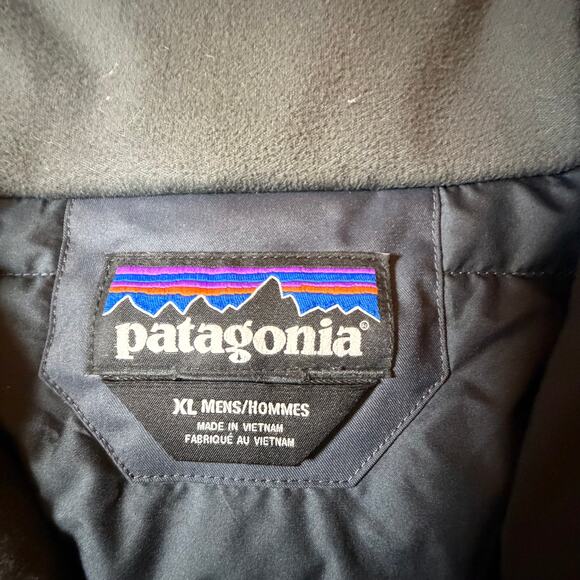 patagonia®
XL MENS/HOMMES
MADE IN VIETNAM
FABRIQUÉ AU VIETNAM